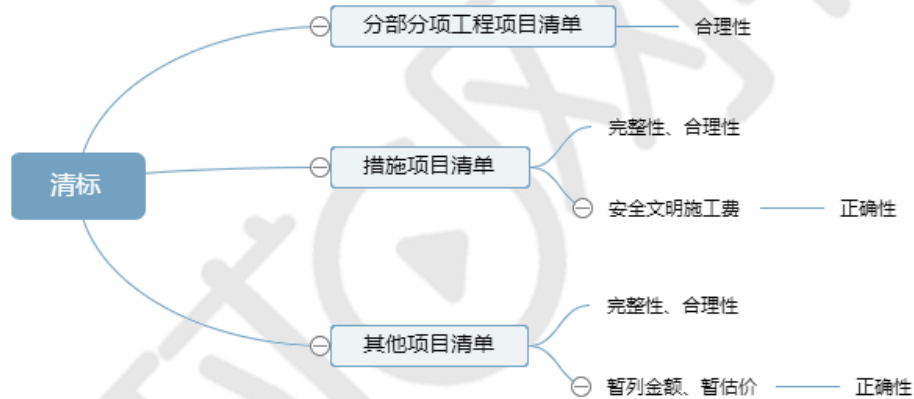 分部分项工程项目清单
合理性
完整性、合理性
措施项目清单
清标
安全文明施工费
正确性
完整性、合理性
其他项目清单
暂列金额、暂估价
正确性